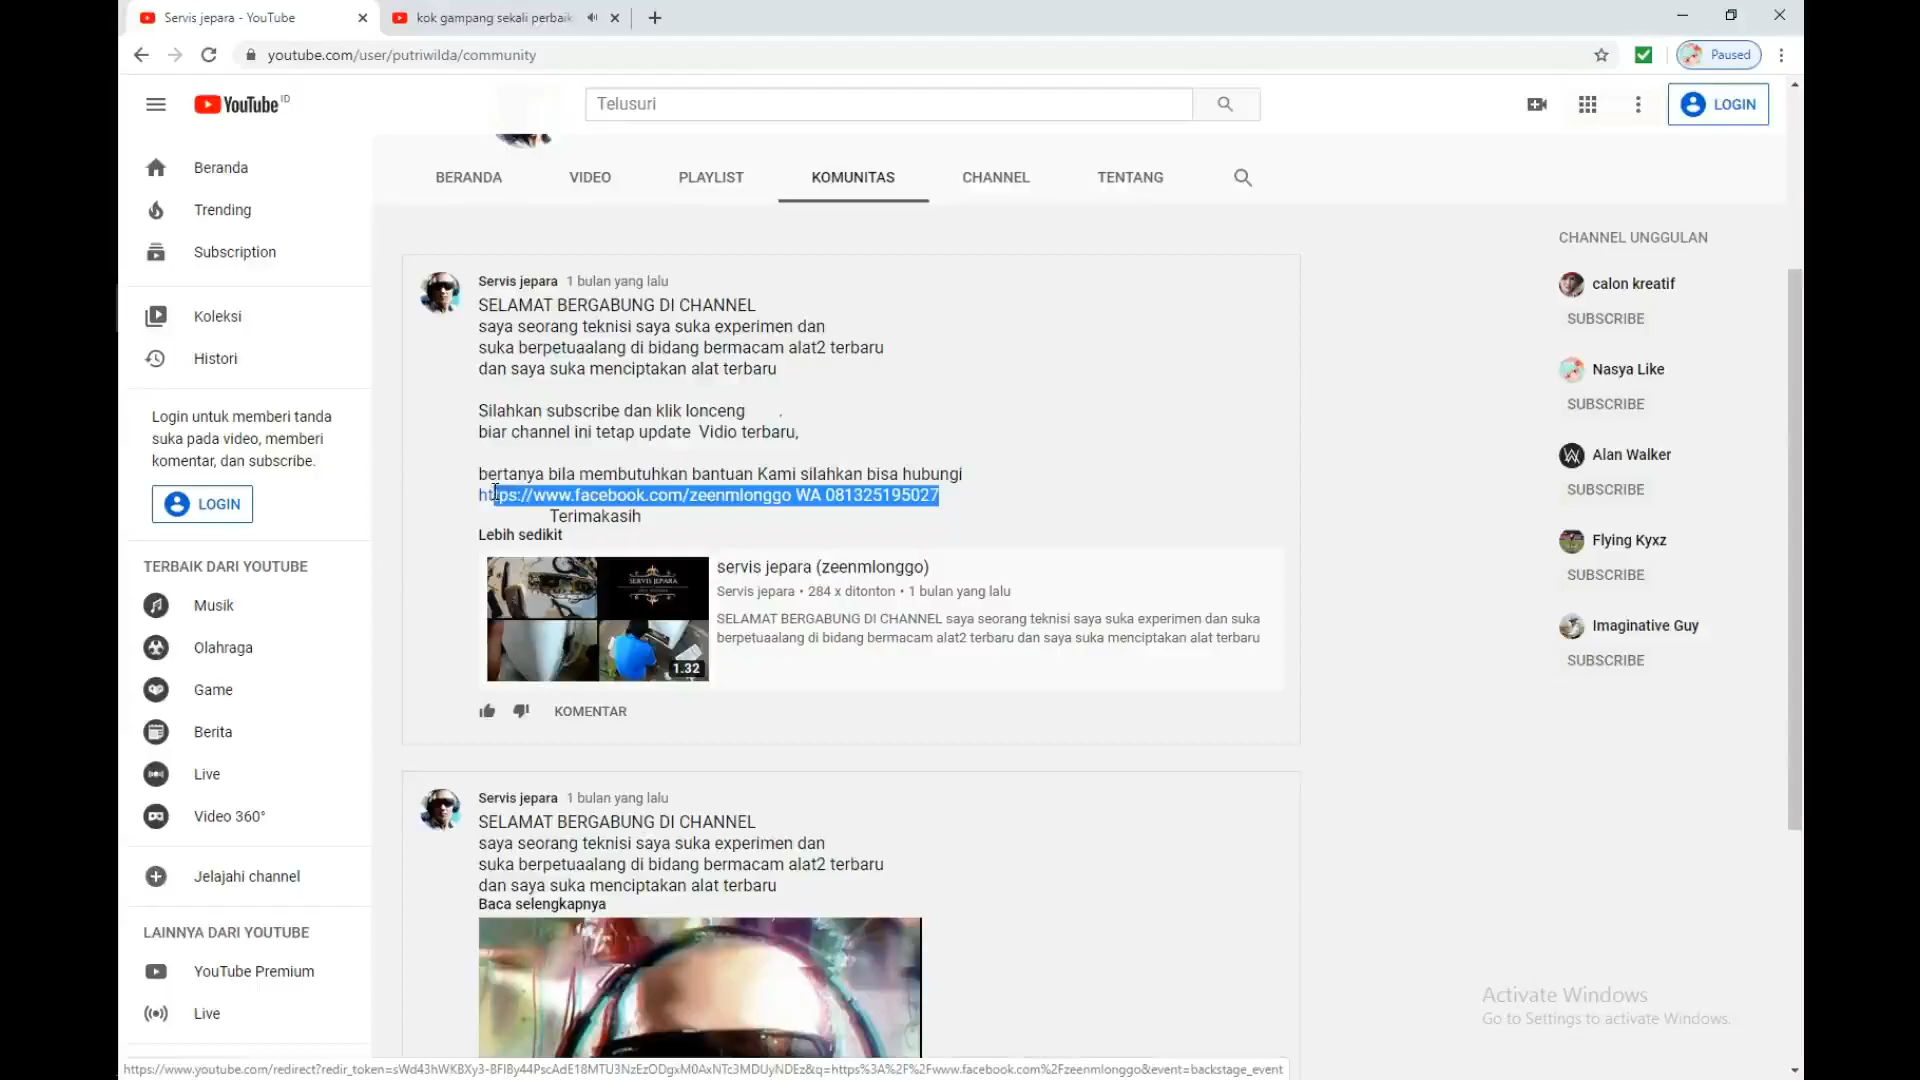 Servis jepara - YouTube
kok gampang sekali perbaik
youtube.com/user/putriwilda/community
Paused
YouTube ID
Telusuri
LOGIN
Beranda
Trending
Subscription
Koleksi
Histori
Login untuk memberi tanda
suka pada video, memberi
komentar, dan subscribe.
LOGIN
TERBAIK DARI YOUTUBE
Musik
Olahraga
Game
Berita
Live
Video 360°
Jelajahi channel
LAINNYA DARI YOUTUBE
YouTube Premium
Live
BERANDA
VIDEO
PLAYLIST
KOMUNITAS
CHANNEL
TENTANG
Servis jepara 1 bulan yang lalu
SELAMAT BERGABUNG DI CHANNEL
saya seorang teknisi saya suka experimen dan
suka berpetuaalang di bidang bermacam alat2 terbaru
dan saya suka menciptakan alat terbaru
Silahkan subscribe dan klik lonceng .
biar channel ini tetap update Vidio terbaru,
bertanya bila membutuhkan bantuan Kami silahkan bisa hubungi
https://www.facebook.com/zeenmlonggo WA 081325195027
Terimakasih
Lebih sedikit
SERVIS JEPARA
1.32
servis jepara (zeenmlonggo)
Servis jepara • 284 x ditonton • 1 bulan yang lalu
SELAMAT BERGABUNG DI CHANNEL saya seorang teknisi saya suka experimen dan suka
berpetuaalang di bidang bermacam alat2 terbaru dan saya suka menciptakan alat terbaru
KOMENTAR
Servis jepara 1 bulan yang lalu
SELAMAT BERGABUNG DI CHANNEL
saya seorang teknisi saya suka experimen dan
suka berpetuaalang di bidang bermacam alat2 terbaru
dan saya suka menciptakan alat terbaru
Baca selengkapnya
CHANNEL UNGGULAN
calon kreatif
SUBSCRIBE
Nasya Like
SUBSCRIBE
Alan Walker
SUBSCRIBE
Flying Kyxz
SUBSCRIBE
Imaginative Guy
SUBSCRIBE
Activate Windows
Go to Settings to activate Windows.